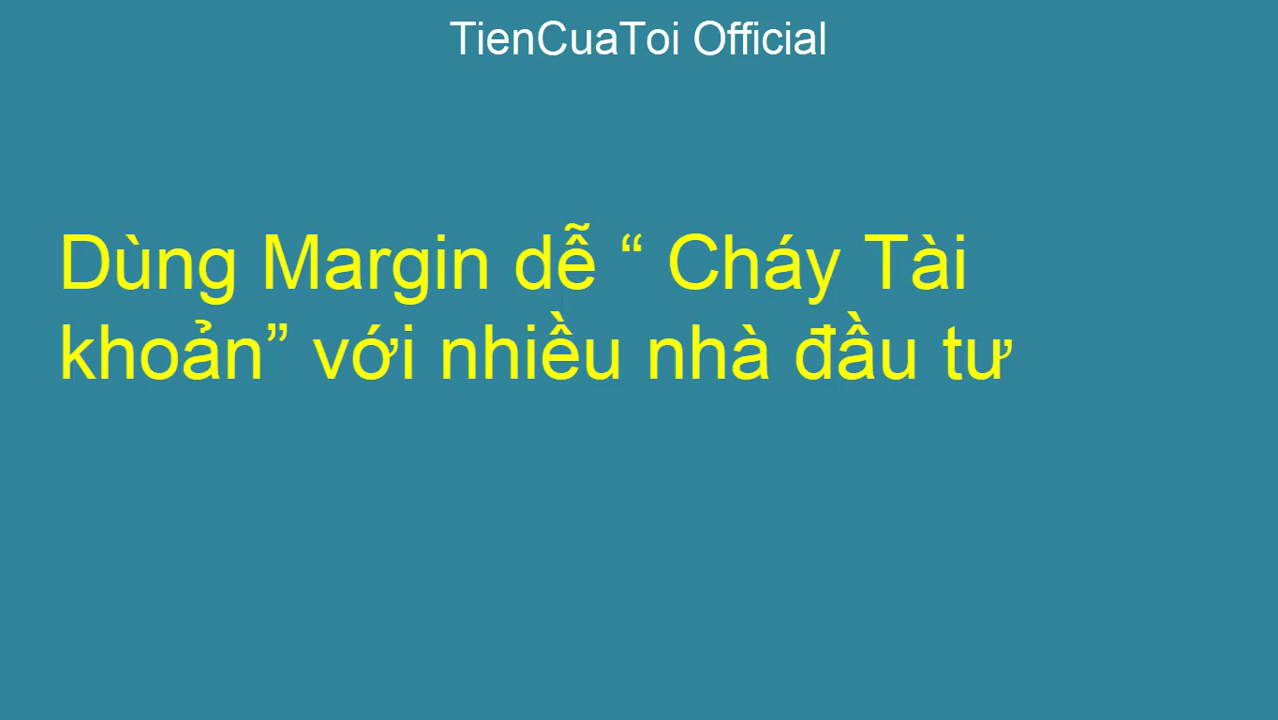 TienCuaToi Official
Dùng Margin dễ “ Cháy Tài
khoản” với nhiều nhà đầu tư